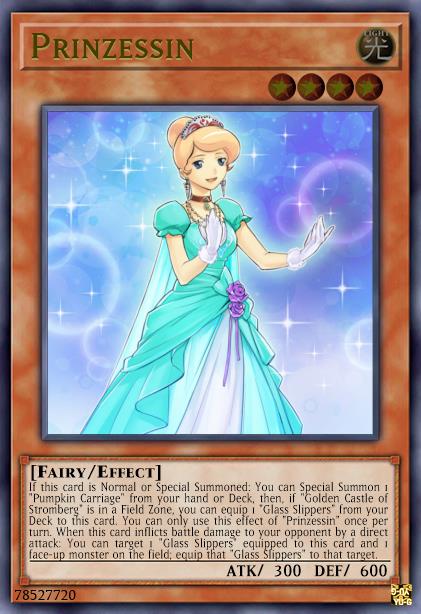 PRINZESSIN
LIGHT
光
[FAIRY/EFFECT]
If this card is Normal or Special Summoned: You can Special Summon 1
"Pumpkin Carriage" from your hand or Deck, then, if "Golden Castle of
Stromberg" is in a Field Zone, you can equip 1 "Glass Slippers" from your
Deck to this card. You can only use this effect of "Prinzessin" once per
turn. When this card inflicts battle damage to your opponent by a direct
attack: You can target 1 "Glass Slippers" equipped to this card and 1
face-up monster on the field; equip that "Glass Slippers" to that target.
ATK/ 300 DEF/ 600
78527720